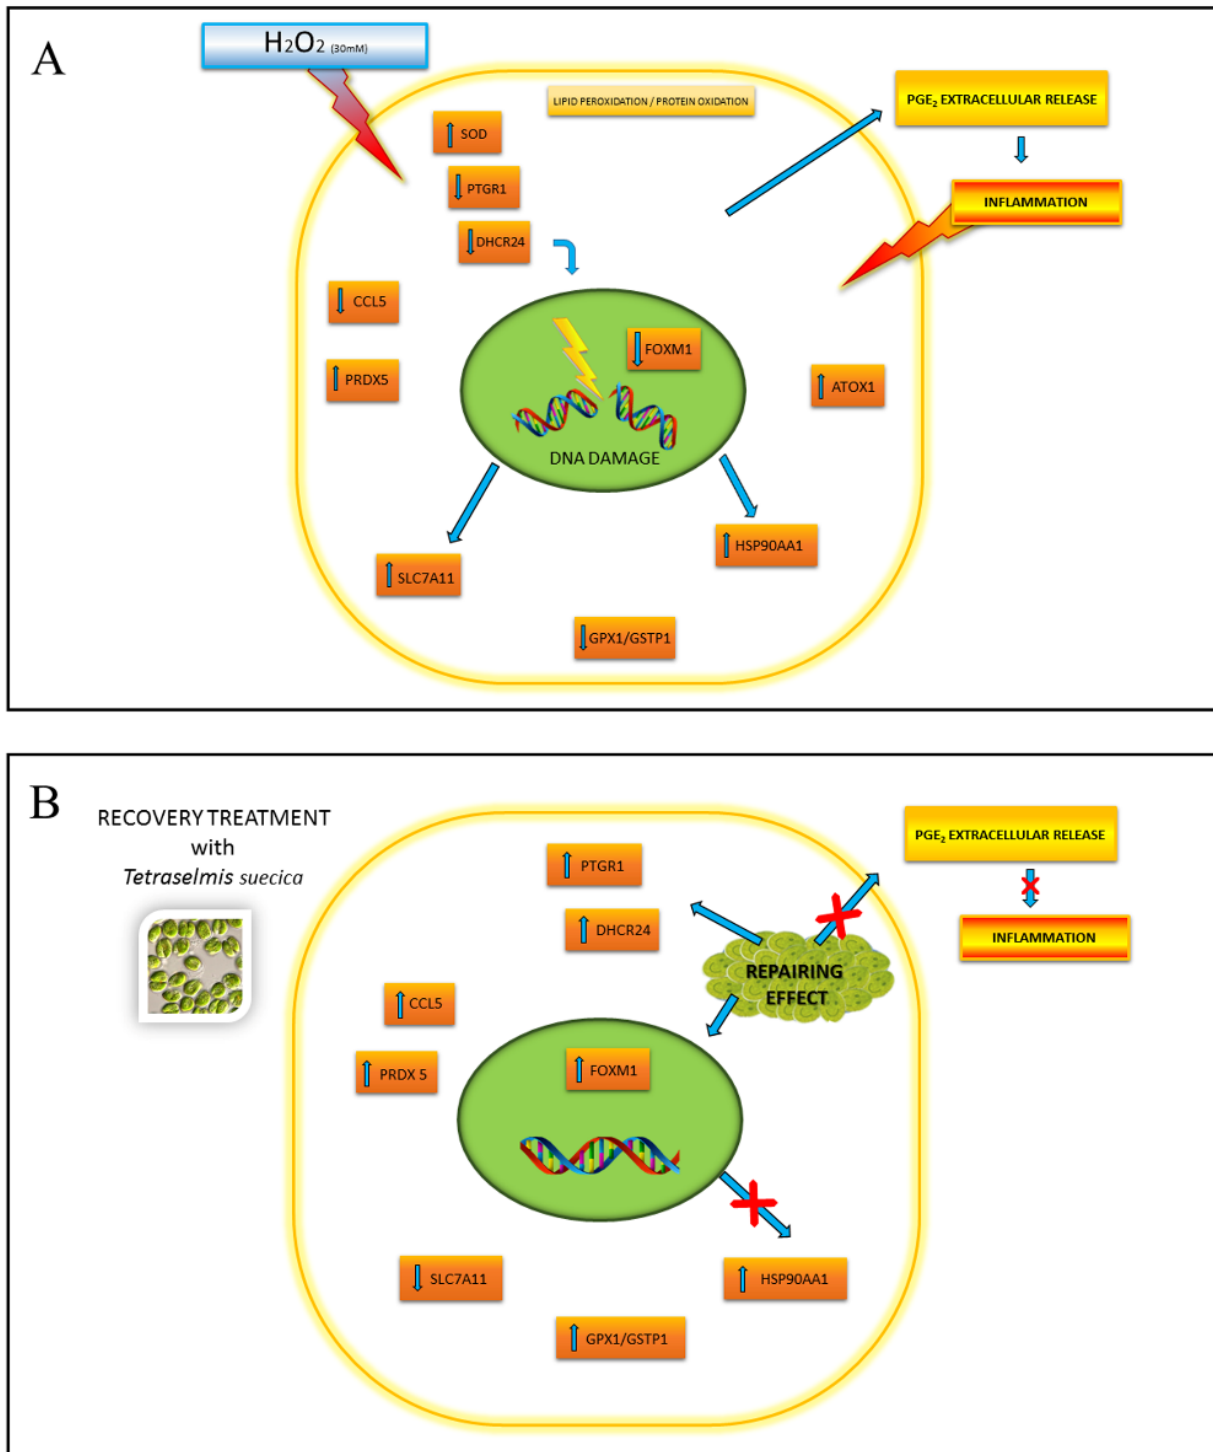 A
H₂O₂ (30mM)
LIPID PEROXIDATION / PROTEIN OXIDATION
PGE₂ EXTRACELLULAR RELEASE
SOD
PTGR1
INFLAMMATION
DHCR24
CCL5
FOXM1
PRDX5
ATOX1
DNA DAMAGE
HSP90AA1
SLC7A11
GPX1/GSTP1
B
RECOVERY TREATMENT
with
Tetraselmis suecica
PGE₂ EXTRACELLULAR RELEASE
PTGR1
DHCR24
INFLAMMATION
REPAIRING
EFFECT
CCL5
FOXM1
PRDX 5
SLC7A11
HSP90AA1
GPX1/GSTP1